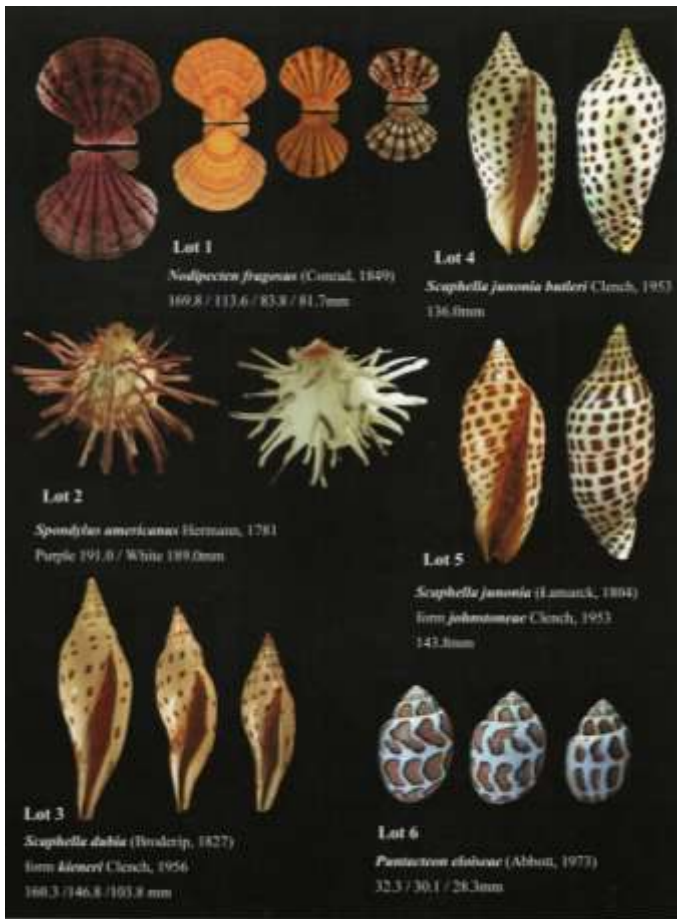 Lot 1
Nodipecten fragosus (Conrad, 1849)
169.8 / 113.6 / 83.8 / 81.7mm
Lot 4
Scaphella junonia butleri Clench, 1953
136.0mm
Lot 2
Spondylus americanus Hermann, 1781
Purple 191.0 / White 189.0mm
Lot 5
Scaphella junonia (Lamarck, 1804)
form johnstoneae Clench, 1953
143.8mm
Lot 3
Scaphella dubia (Broderip, 1827)
form kieneri Clench, 1956
160.3 /146.8 /103.8 mm
Lot 6
Punctacteon eloiseae (Abbott, 1973)
32.3 / 30.1 / 28.3mm